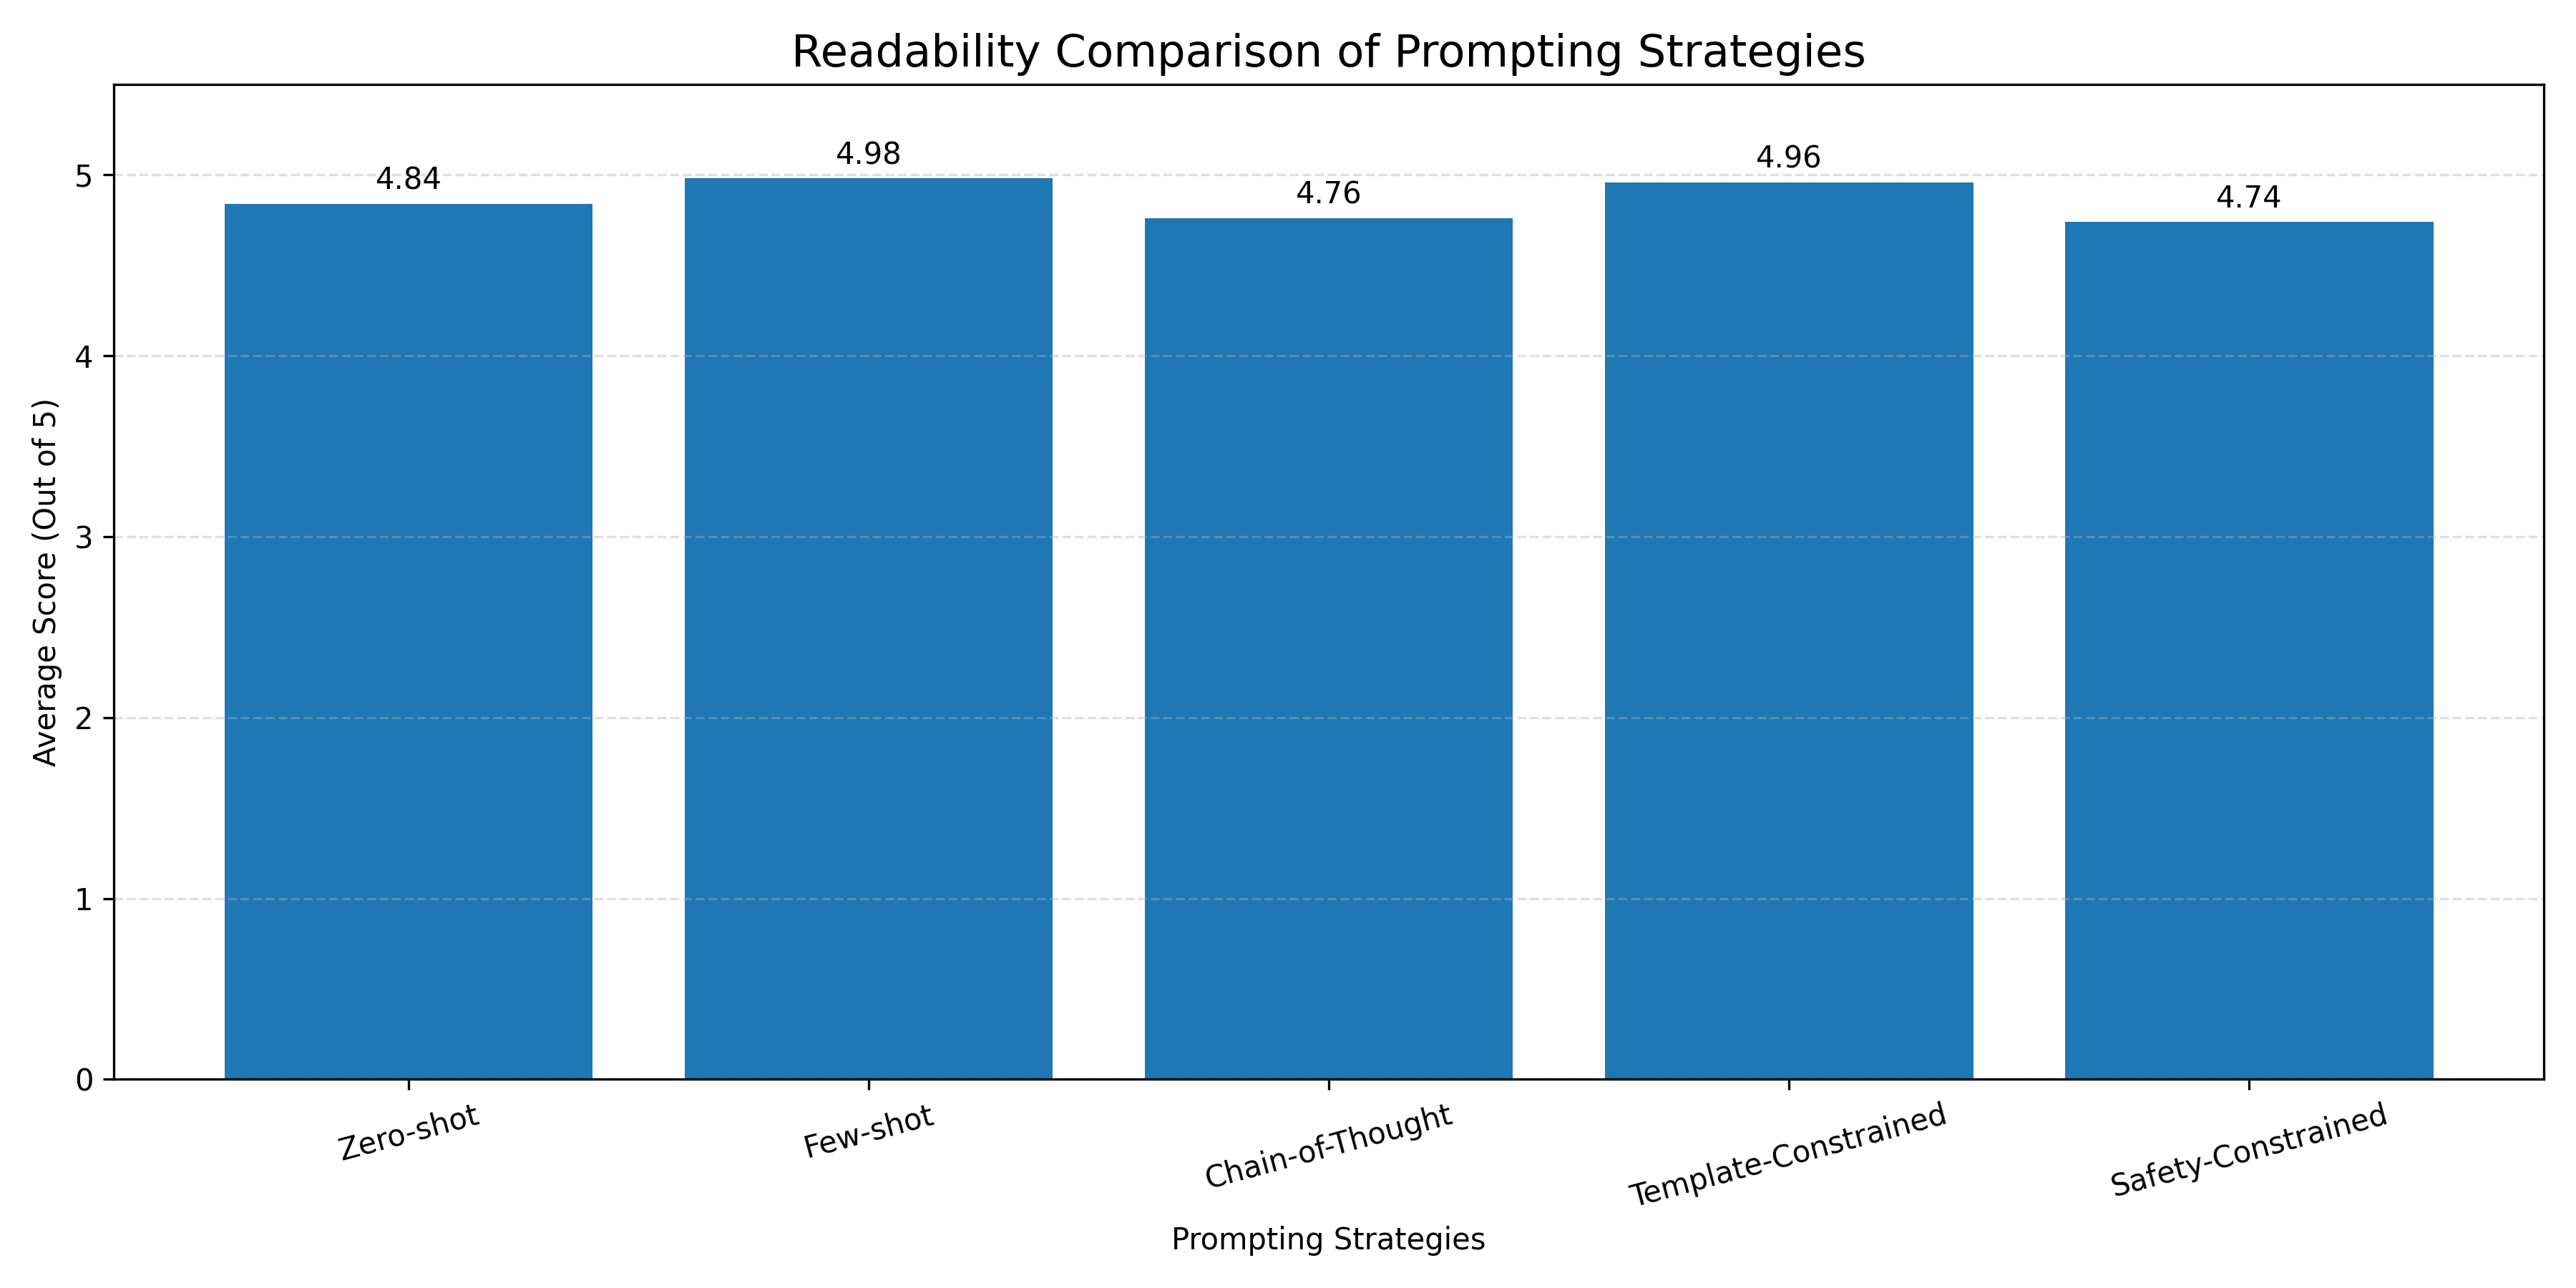 Readability Comparison of Prompting Strategies
Average Score (Out of 5)
5
4
3
2
1
0
4.84
4.98
4.76
4.96
4.74
Zero-shot
Few-shot
Chain-of-Thought
Template-Constrained
Safety-Constrained
Prompting Strategies